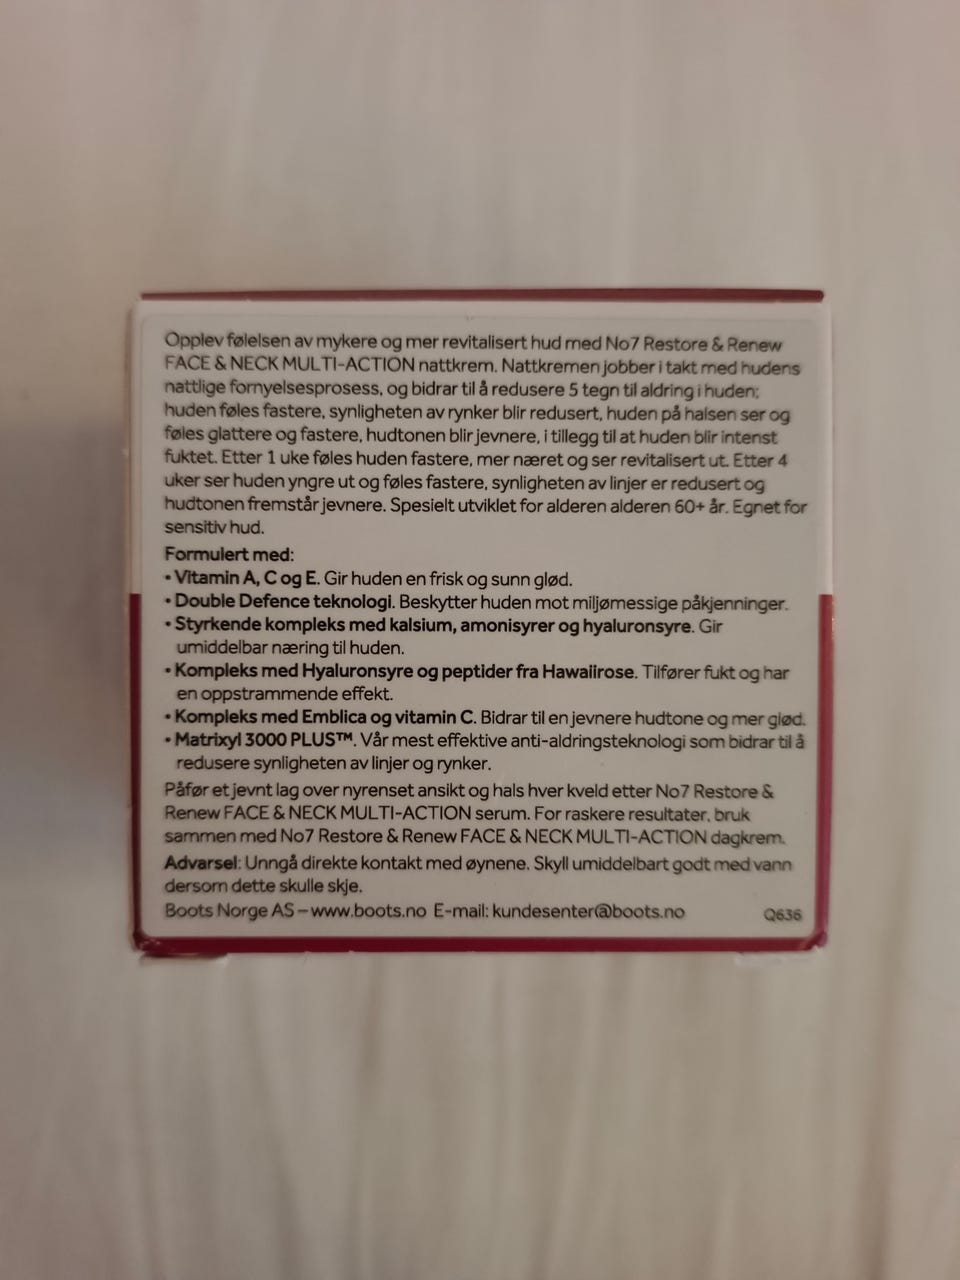 Opplev følelsen av mykere og mer revitalisert hud med No7 Restore & Renew
FACE & NECK MULTI-ACTION nattkrem. Nattkremen jobber i takt med hudens
nattlige fornyelsesprosess, og bidrar til å redusere 5 tegn til aldring i huden;
huden føles fastere, synligheten av rynker blir redusert, huden på halsen ser og
føles glattere og fastere, hudtonen blir jevnere, i tillegg til at huden blir intenst
fuktet. Etter 1 uke føles huden fastere, mer næret og ser revitalisert ut. Etter 4
uker ser huden yngre ut og føles fastere, synligheten av linjer er redusert og
hudtonen fremstår jevnere. Spesielt utviklet for alderen alderen 60+ år. Egnet for
sensitiv hud.
Formulert med:
• Vitamin A, C og E. Gir huden en frisk og sunn glød.
• Double Defence teknologi. Beskytter huden mot miljømessige påkjenninger.
• Styrkende kompleks med kalsium, amonisyrer og hyaluronsyre. Gir
umiddelbar næring til huden.
• Kompleks med Hyaluronsyre og peptider fra Hawaiirose. Tilfører fukt og har
en oppstrammende effekt.
• Kompleks med Emblica og vitamin C. Bidrar til en jevnere hudtone og mer glød.
• Matrixyl 3000 PLUS™. Vår mest effektive anti-aldringsteknologi som bidrar til å
redusere synligheten av linjer og rynker.
Påfør et jevnt lag over nyrenset ansikt og hals hver kveld etter No7 Restore &
Renew FACE & NECK MULTI-ACTION serum. For raskere resultater, bruk
sammen med No7 Restore & Renew FACE & NECK MULTI-ACTION dagkrem.
Advarsel: Unngå direkte kontakt med øynene. Skyll umiddelbart godt med vann
dersom dette skulle skje.
Boots Norge AS – www.boots.no E-mail: kundesenter@boots.no Q636